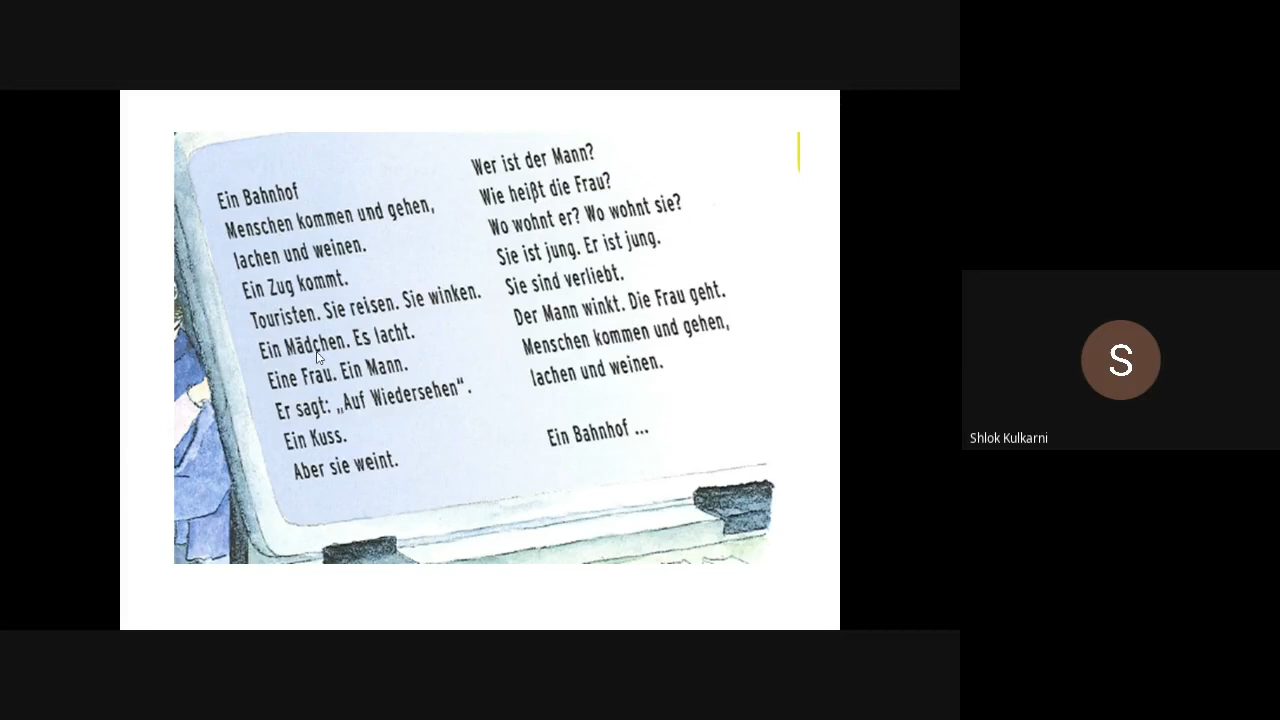 Ein Bahnhof
Menschen kommen und gehen,
lachen und weinen.
Ein Zug kommt.
Touristen. Sie reisen. Sie winken.
Ein Mädchen. Es lacht.
Eine Frau. Ein Mann.
Er sagt: „Auf Wiedersehen“.
Ein Kuss.
Aber sie weint.
Wer ist der Mann?
Wie heißt die Frau?
Wo wohnt er? Wo wohnt sie?
Sie ist jung. Er ist jung.
Sie sind verliebt.
Der Mann winkt. Die Frau geht.
Menschen kommen und gehen,
lachen und weinen.
Ein Bahnhof ...
S
Shlok Kulkarni